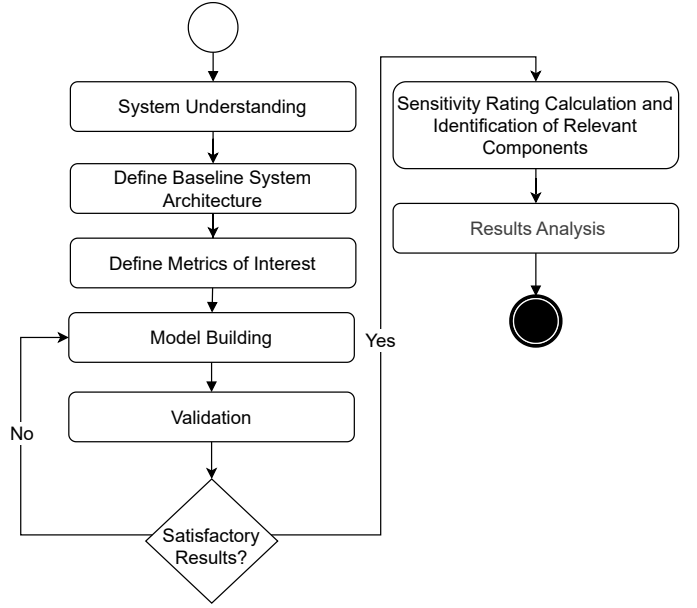 System Understanding
Define Baseline System
Architecture
Define Metrics of Interest
Model Building
Validation
Satisfactory
Results?
No
Yes
Sensitivity Rating Calculation and
Identification of Relevant
Components
Results Analysis